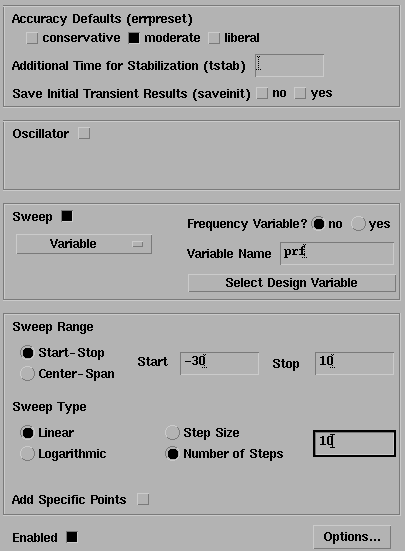 Accuracy Defaults (errpreset)
conservative moderate liberal
Additional Time for Stabilization (tstab)
Save Initial Transient Results (saveinit) no yes
Oscillator
Sweep
Frequency Variable? no yes
Variable
Variable Name prf
Select Design Variable
Sweep Range
Start-Stop
Center-Span
Start -30 Stop 10
Sweep Type
Linear
Logarithmic
Step Size
Number of Steps
10
Add Specific Points
Enabled Options...